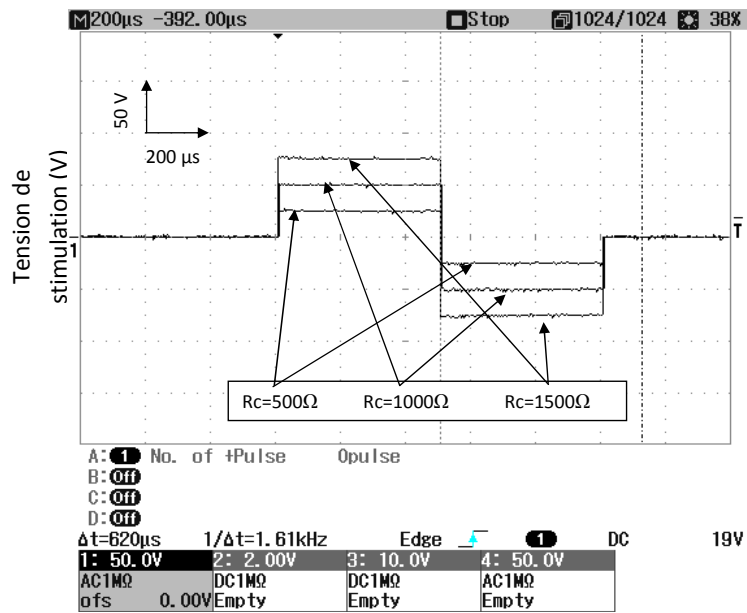 M 200µs -392.00µs Stop 1024/1024 38%
50 V
200 µs
Tension de
stimulation (V)
1
T
Rc=500Ω Rc=1000Ω Rc=1500Ω
A: 1 No. of +Pulse 0pulse
B: Off
C: Off
D: Off
Δt=620µs 1/Δt=1.61kHz Edge 1 DC 19V
1: 50.0V 2: 2.00V 3: 10.0V 4: 50.0V
AC1MΩ DC1MΩ DC1MΩ AC1MΩ
ofs 0.00V Empty Empty Empty